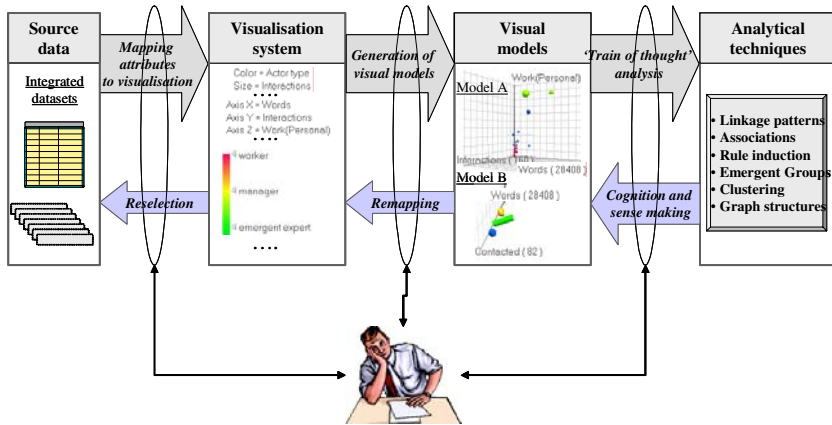 Source
data
Integrated
datasets
Mapping
attributes
to visualisation
Reselection
Visualisation
system
Color = Actor type
Size = Interactions
••••
Axis X = Words
Axis Y = Interactions
Axis Z = Work(Personal)
••••
worker
manager
emergent expert
••••
Generation of
visual models
Remapping
Visual
models
Work(Personal)
Model A
Interactions (160)
Words (28408)
Model B
Words (28408)
Contacted (82)
‘Train of thought’
analysis
Cognition and
sense making
Analytical
techniques
• Linkage patterns
• Associations
• Rule induction
• Emergent Groups
• Clustering
• Graph structures